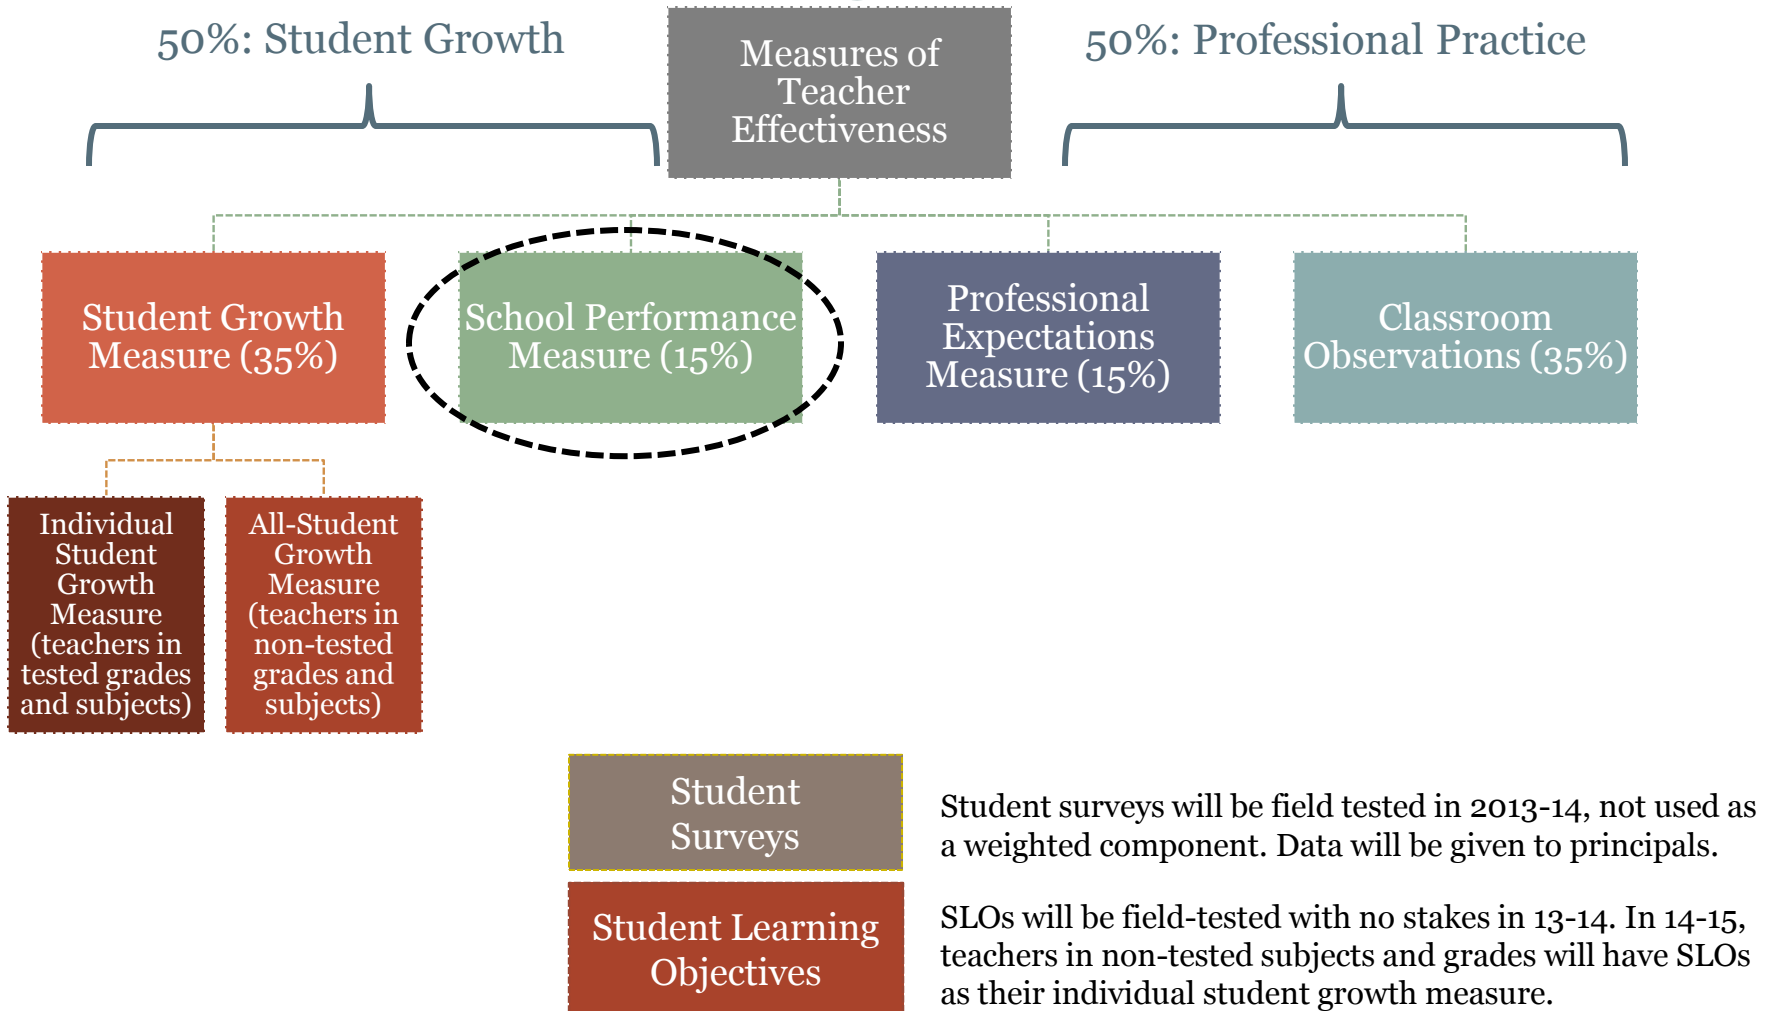 50%: Student Growth
Measures of
Teacher
Effectiveness
50%: Professional Practice
Student Growth
Measure (35%)
School Performance
Measure (15%)
Professional
Expectations
Measure (15%)
Classroom
Observations (35%)
Individual
Student
Growth
Measure
(teachers in
tested grades
and subjects)
All-Student
Growth
Measure
(teachers in
non-tested
grades and
subjects)
Student
Surveys
Student surveys will be field tested in 2013-14, not used as
a weighted component. Data will be given to principals.
Student Learning
Objectives
SLOs will be field-tested with no stakes in 13-14. In 14-15,
teachers in non-tested subjects and grades will have SLOs
as their individual student growth measure.